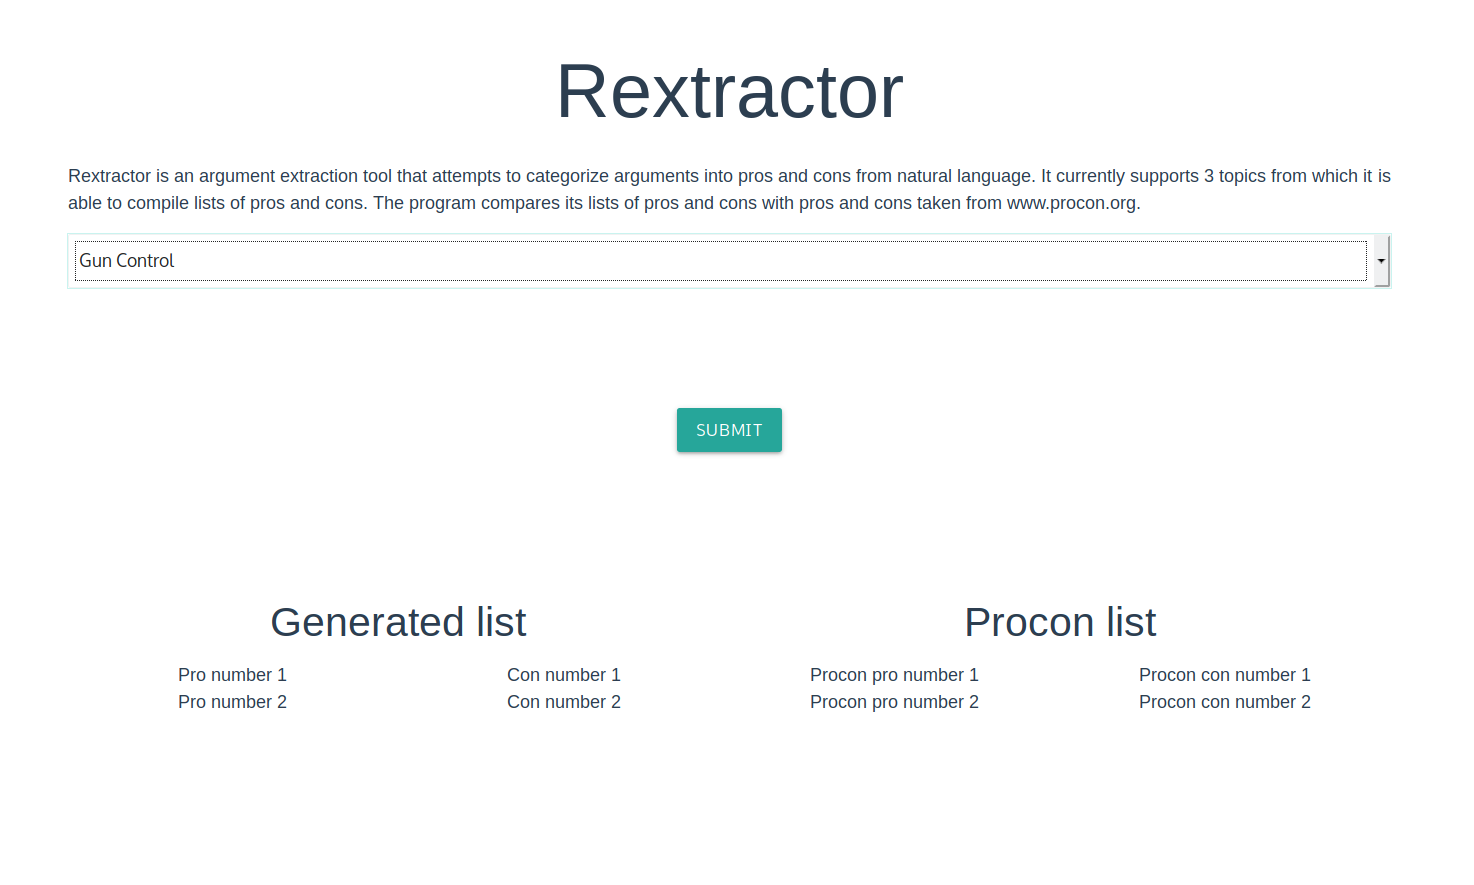 Rextractor
Rextractor is an argument extraction tool that attempts to categorize arguments into pros and cons from natural language. It currently supports 3 topics from which it is
able to compile lists of pros and cons. The program compares its lists of pros and cons with pros and cons taken from www.procon.org.
Gun Control
SUBMIT
Generated list
Pro number 1
Pro number 2
Con number 1
Con number 2
Procon list
Procon pro number 1
Procon pro number 2
Procon con number 1
Procon con number 2